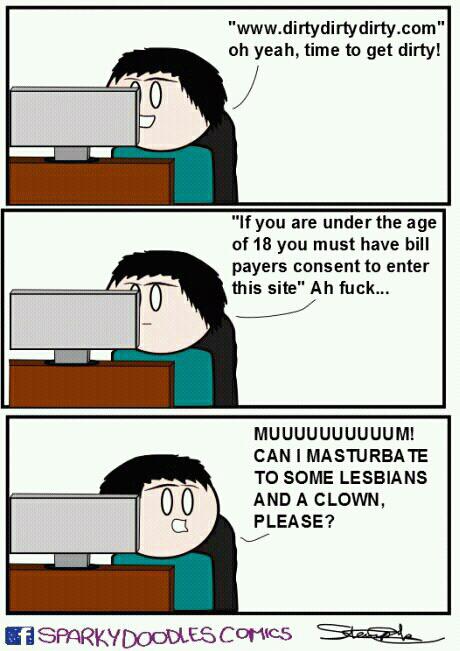 "www.dirtydirtydirty.com"
oh yeah, time to get dirty!
"If you are under the age
of 18 you must have bill
payers consent to enter
this site" Ah fuck...
MUUUUUUUUUUM!
CAN I MASTURBATE
TO SOME LESBIANS
AND A CLOWN,
PLEASE?
f SPARKYDOODLES COMICS